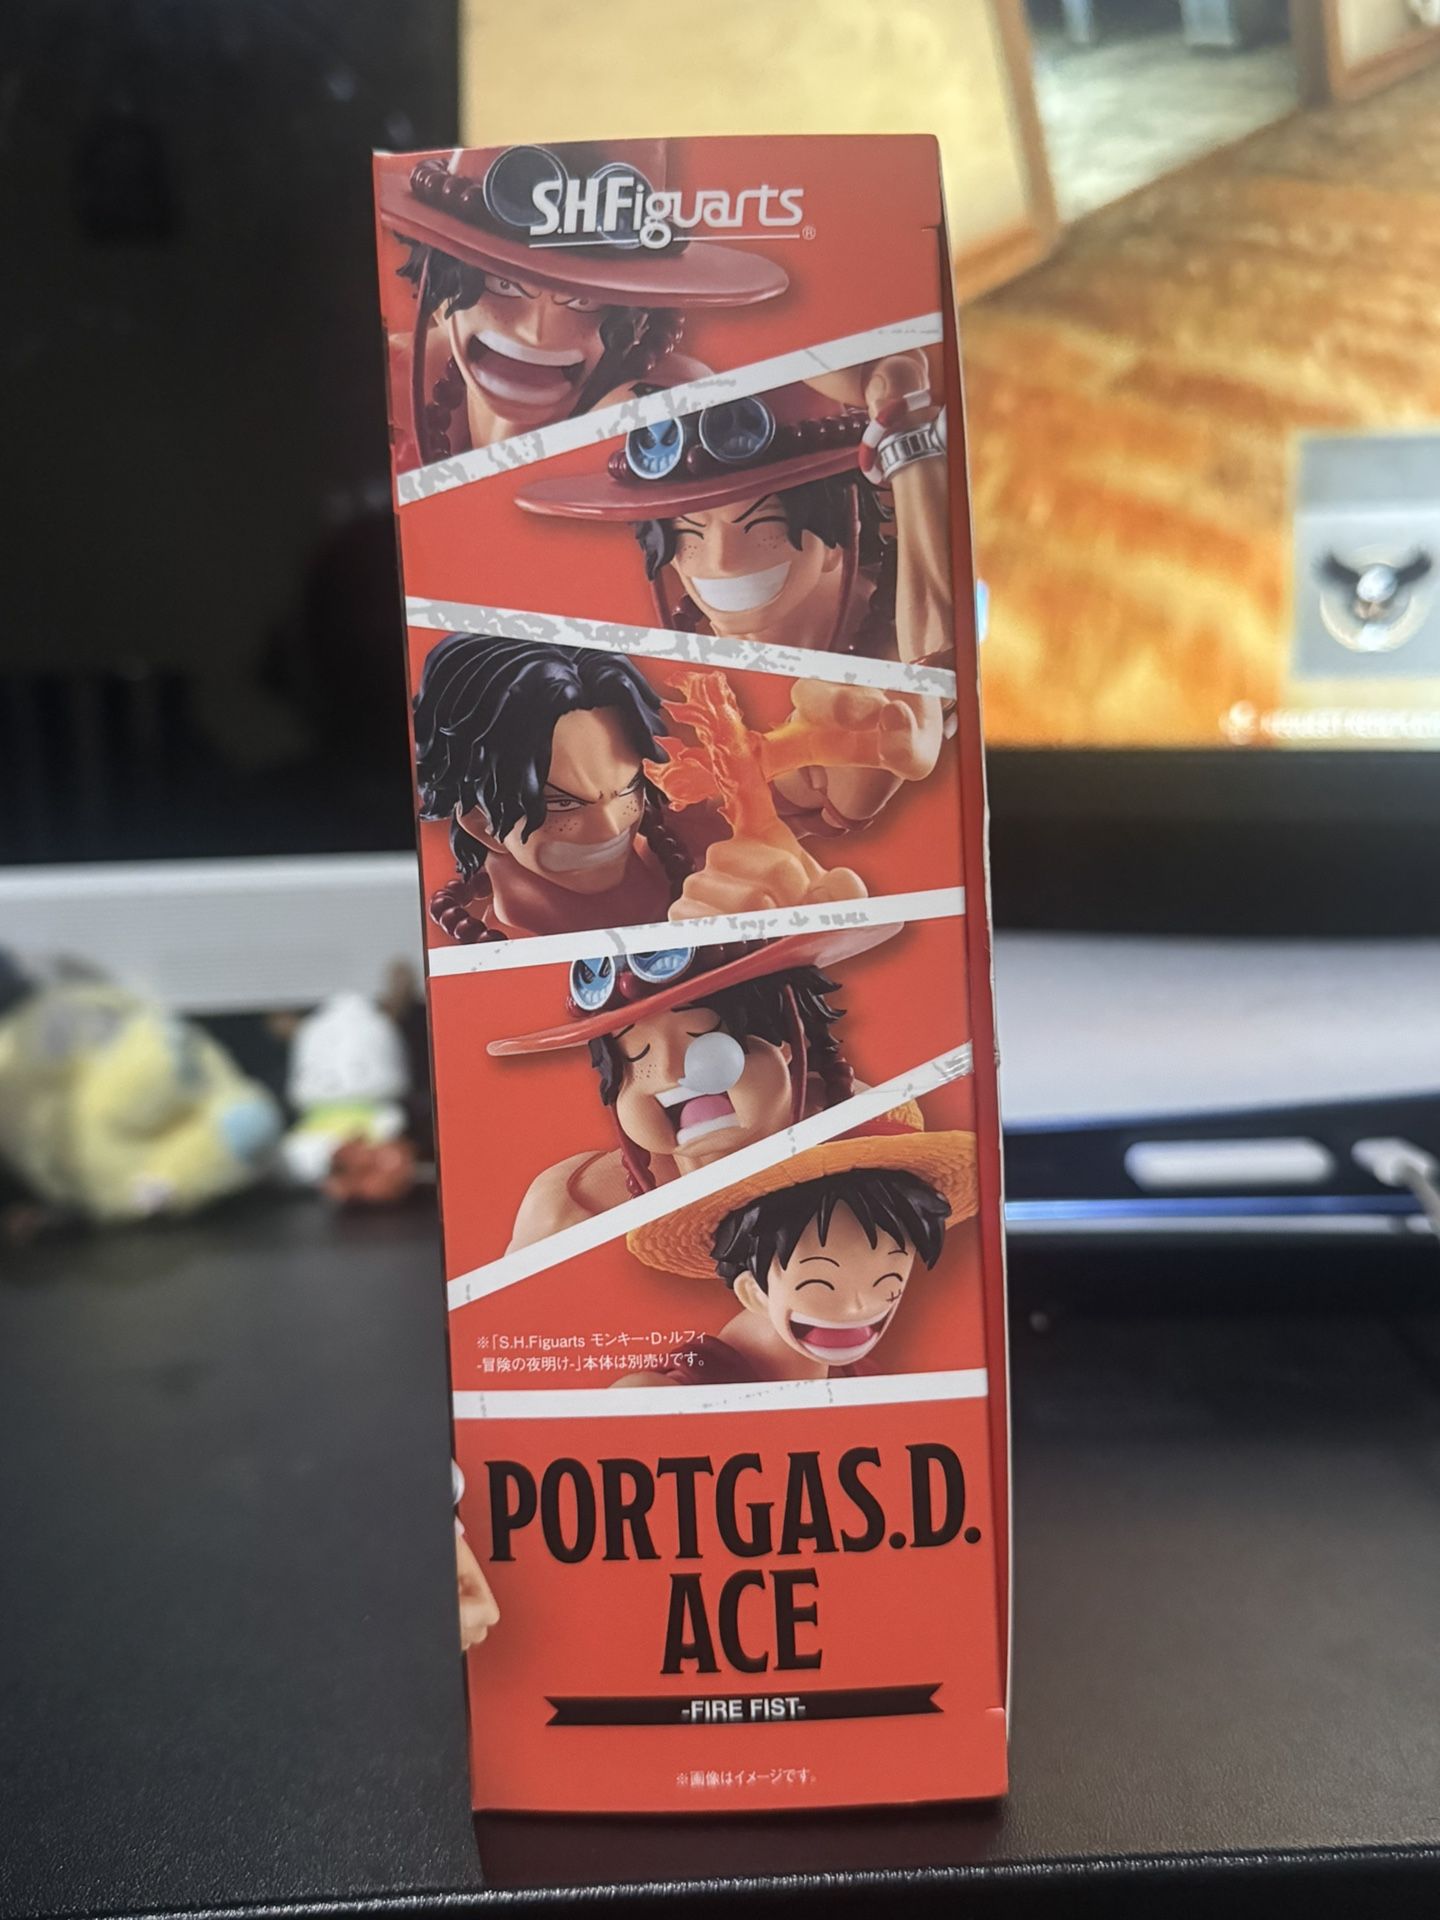 S.H.Figuarts®
※「S.H.Figuarts モンキー・D・ルフィ
-冒険の夜明け-」本体は別売りです。
PORTGAS.D.
ACE
-FIRE FIST-
※画像はイメージです。